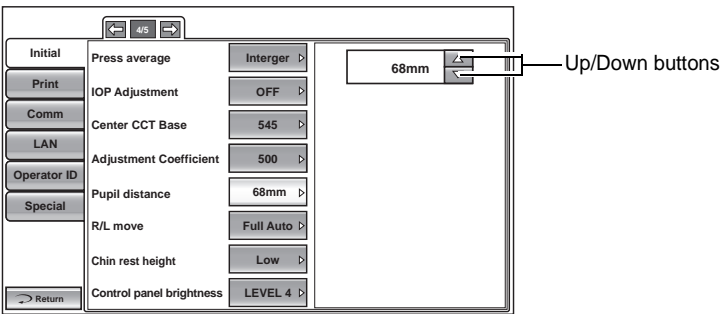 4/5
Initial
Print
Comm
LAN
Operator ID
Special
Return
Press average Interger
IOP Adjustment OFF
Center CCT Base 545
Adjustment Coefficient 500
Pupil distance 68mm
R/L move Full Auto
Chin rest height Low
Control panel brightness LEVEL 4
68mm
Up/Down buttons